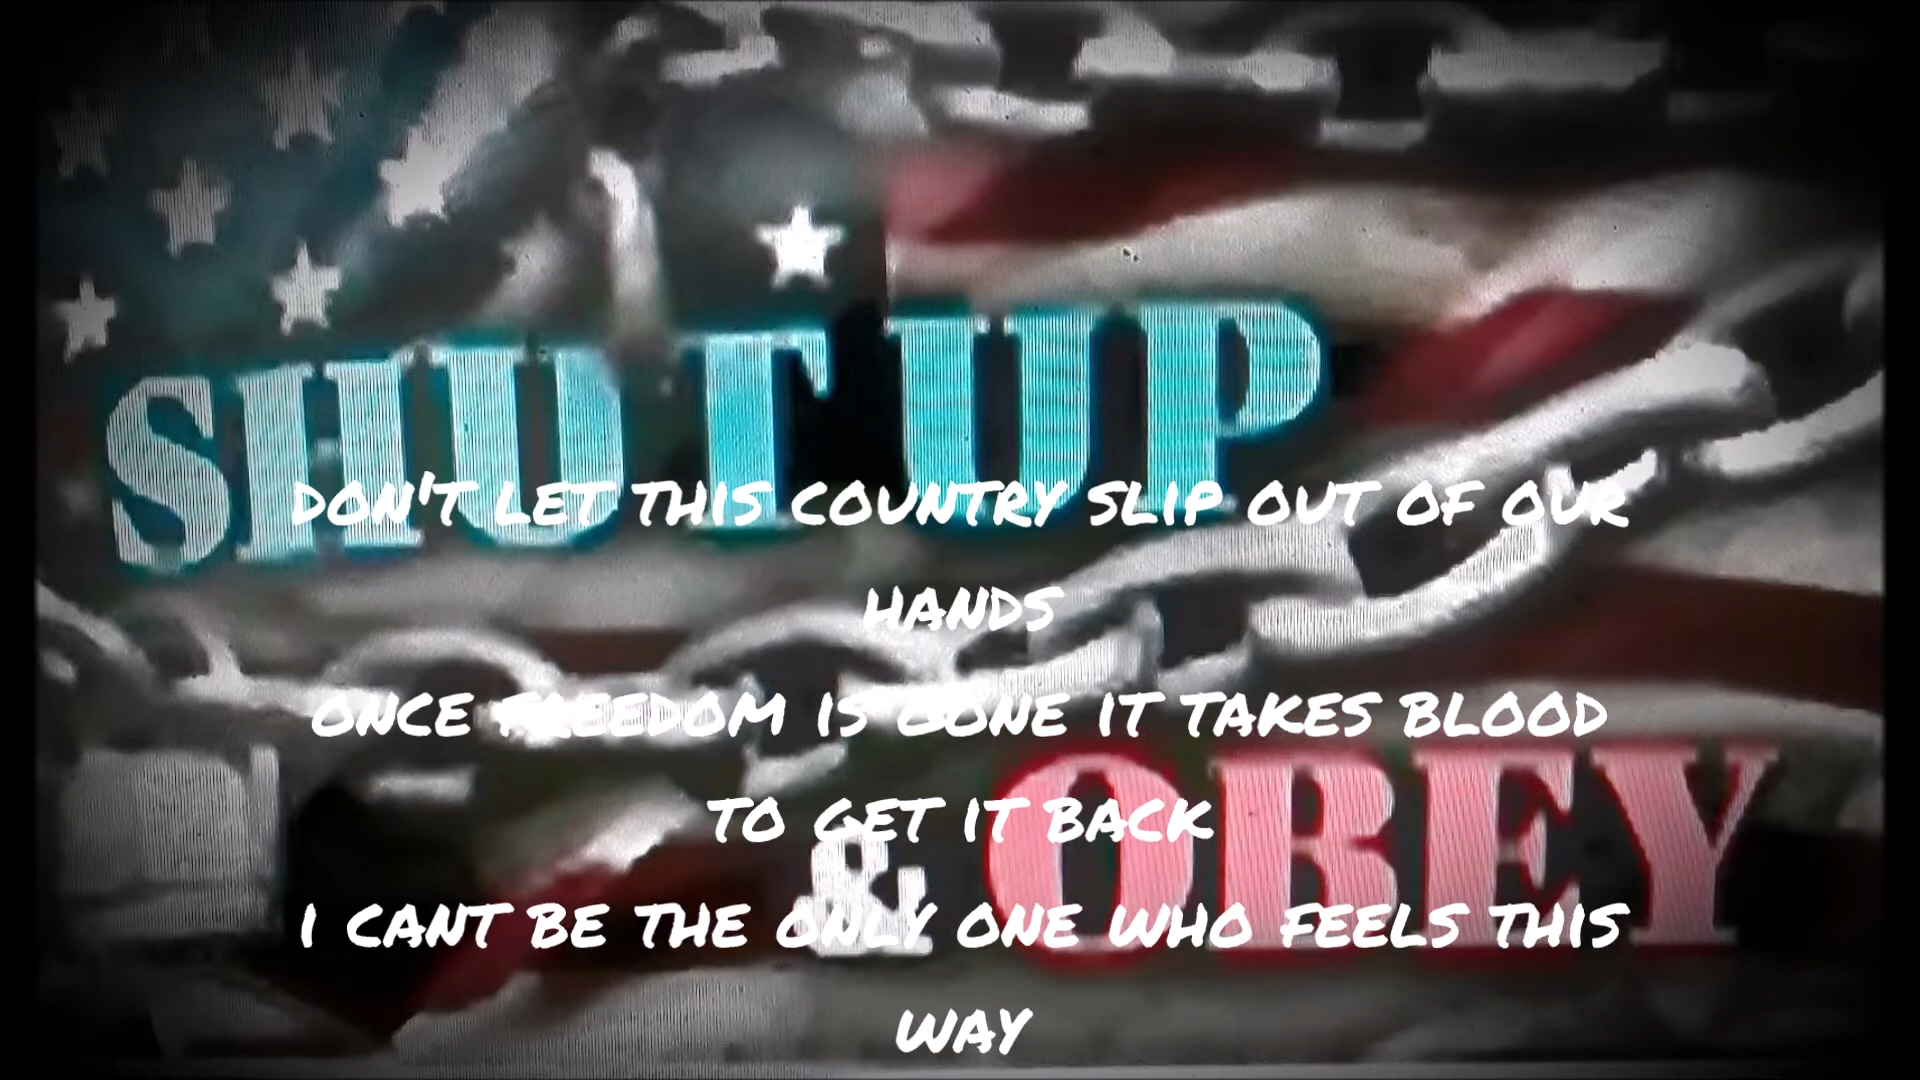 SHUT UP
DON'T LET THIS COUNTRY SLIP OUT OF OUR
HANDS
ONCE FREEDOM IS GONE IT TAKES BLOOD
TO GET IT BACK
& OBEY
I CANT BE THE ONLY ONE WHO FEELS THIS
WAY